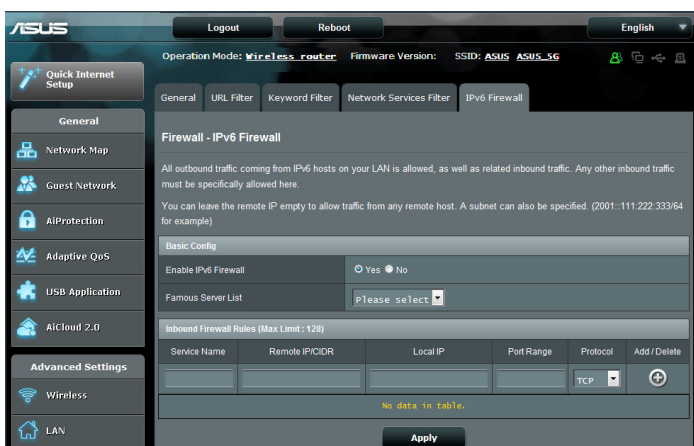 ASUS
Logout
Reboot
English
Operation Mode: Wireless router Firmware Version: SSID: ASUS ASUS_5G
Quick Internet Setup
General
Network Map
Guest Network
AiProtection
Adaptive QoS
USB Application
AiCloud 2.0
Advanced Settings
Wireless
LAN
General URL Filter Keyword Filter Network Services Filter IPv6 Firewall
Firewall - IPv6 Firewall
All outbound traffic coming from IPv6 hosts on your LAN is allowed, as well as related inbound traffic. Any other inbound traffic
must be specifically allowed here.
You can leave the remote IP empty to allow traffic from any remote host. A subnet can also be specified. (2001::111:222:333/64
for example)
Basic Config
Enable IPv6 Firewall Yes No
Famous Server List Please select
Inbound Firewall Rules (Max Limit : 128)
Service Name Remote IP/CIDR Local IP Port Range Protocol Add / Delete
TCP
No data in table.
Apply